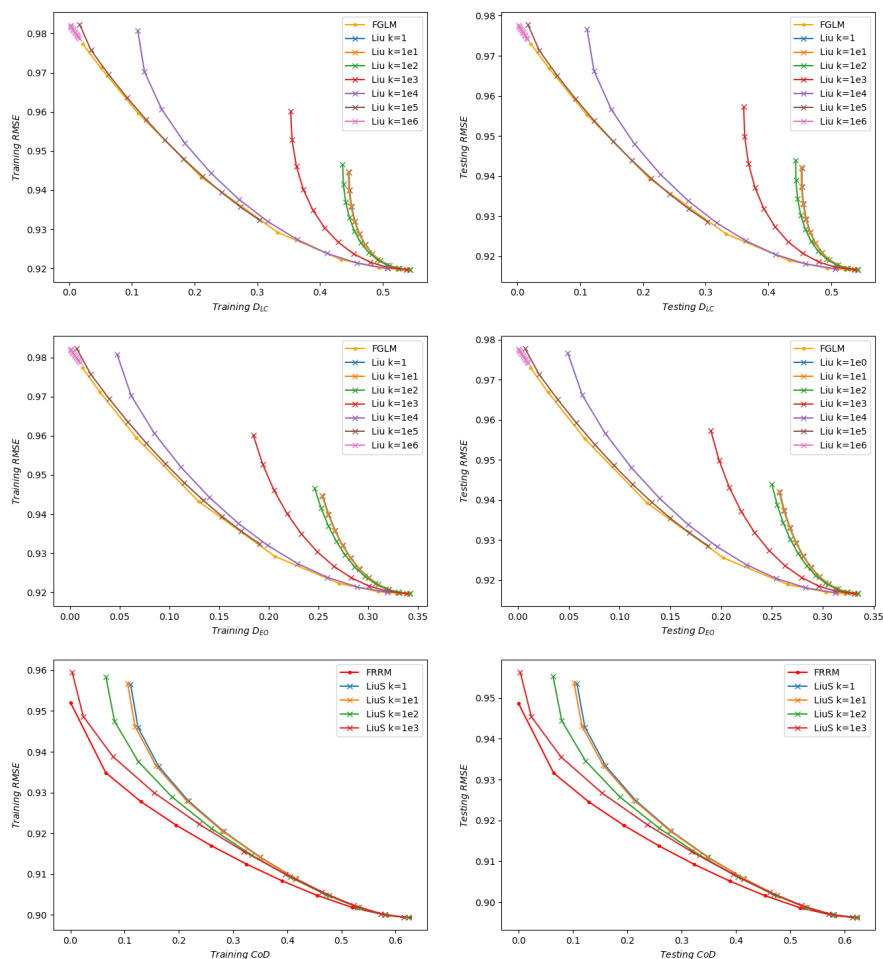 0.98
0.97
0.96
0.95
0.94
0.93
0.92
0.0
0.1
0.2
0.3
0.4
0.5
Training RMSE
Training D_LC
FGLM
Liu k=1
Liu k=1e1
Liu k=1e2
Liu k=1e3
Liu k=1e4
Liu k=1e5
Liu k=1e6
0.98
0.97
0.96
0.95
0.94
0.93
0.92
0.0
0.1
0.2
0.3
0.4
0.5
Testing RMSE
Testing D_LC
FGLM
Liu k=1
Liu k=1e1
Liu k=1e2
Liu k=1e3
Liu k=1e4
Liu k=1e5
Liu k=1e6
0.98
0.97
0.96
0.95
0.94
0.93
0.92
0.00
0.05
0.10
0.15
0.20
0.25
0.30
0.35
Training RMSE
Training D_EO
FGLM
Liu k=1
Liu k=1e1
Liu k=1e2
Liu k=1e3
Liu k=1e4
Liu k=1e5
Liu k=1e6
0.98
0.97
0.96
0.95
0.94
0.93
0.92
0.00
0.05
0.10
0.15
0.20
0.25
0.30
0.35
Testing RMSE
Testing D_EO
FGLM
Liu k=1e0
Liu k=1e1
Liu k=1e2
Liu k=1e3
Liu k=1e4
Liu k=1e5
Liu k=1e6
0.96
0.95
0.94
0.93
0.92
0.91
0.90
0.0
0.1
0.2
0.3
0.4
0.5
0.6
Training RMSE
Training CoD
FRRM
LiuS k=1
LiuS k=1e1
LiuS k=1e2
LiuS k=1e3
0.95
0.94
0.93
0.92
0.91
0.90
0.0
0.1
0.2
0.3
0.4
0.5
0.6
Testing RMSE
Testing CoD
FRRM
LiuS k=1
LiuS k=1e1
LiuS k=1e2
LiuS k=1e3